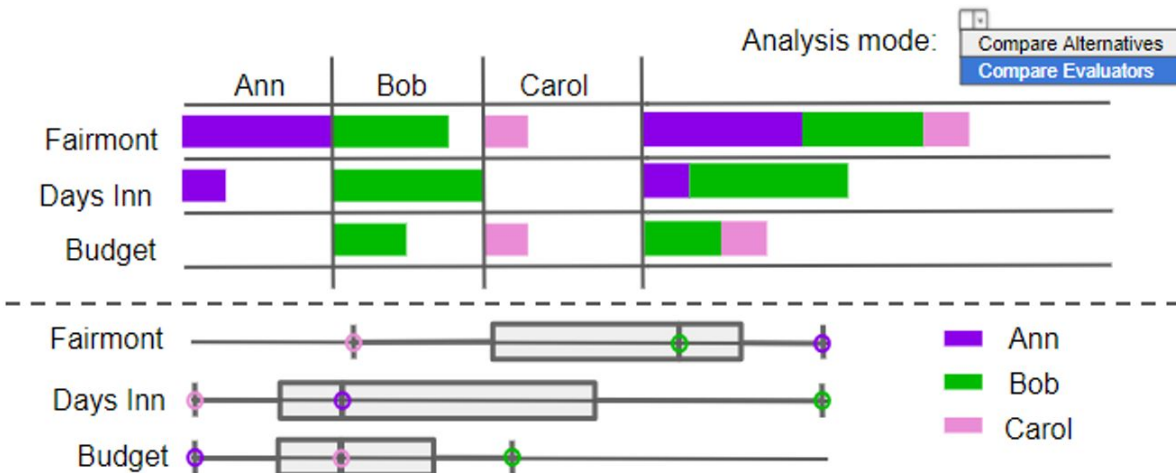 Analysis mode:
Compare Alternatives
Compare Evaluators
Ann Bob Carol
Fairmont
Days Inn
Budget
Fairmont
Days Inn
Budget
Ann
Bob
Carol